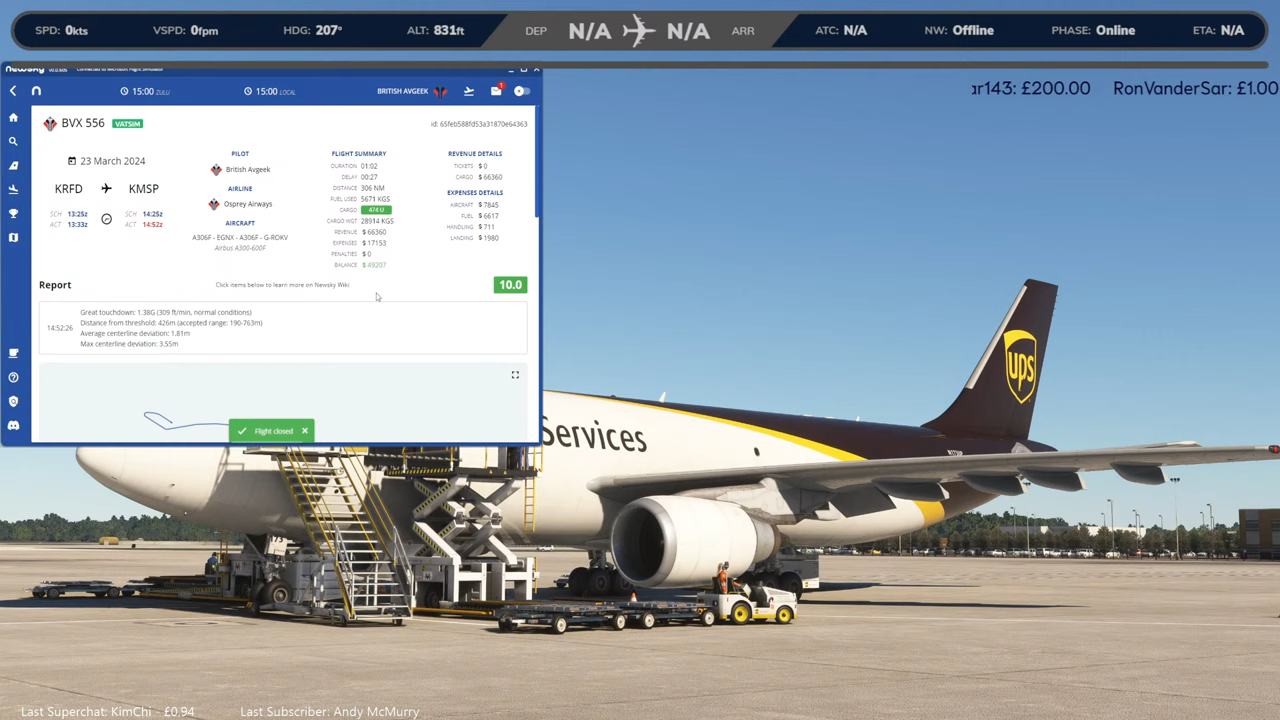 SPD: 0kts VSPD: 0fpm HDG: 207° ALT: 831ft DEP N/A N/A ARR ATC: N/A NW: Offline PHASE: Online ETA: N/A
newsky
15:00 ZULU 15:00 LOCAL BRITISH AVGEEK 1
ar143: £200.00 RonVanderSar: £1.00
BVX 556 VATSIM id: 65feb588fd53a31870e64363
23 March 2024
KRFD KMSP
SCH 13:25z SCH 14:25z
ACT 13:33z ACT 14:52z
PILOT
British Avgeek
AIRLINE
Osprey Airways
AIRCRAFT
A306F - EGNX - A306F - G-ROKV
Airbus A300-600F
FLIGHT SUMMARY
DURATION 01:02
DELAY 00:27
DISTANCE 306 NM
FUEL USED 5671 KGS
CARGO 474 U
CARGO WGT 28914 KGS
REVENUE $ 66360
EXPENSES $ 17153
PENALTIES $ 0
BALANCE $ 49207
REVENUE DETAILS
TICKETS $ 0
CARGO $ 66360
EXPENSES DETAILS
AIRCRAFT $ 7845
FUEL $ 6617
HANDLING $ 711
LANDING $ 1980
Report Click items below to learn more on Newsky Wiki 10.0
14:52:26
Great touchdown: 1.38G (309 ft/min, normal conditions)
Distance from threshold: 426m (accepted range: 190-763m)
Average centerline deviation: 1.81m
Max centerline deviation: 3.55m
Flight closed
Services
ups
Last Superchat: KimChi - £0.94 Last Subscriber: Andy McMurry